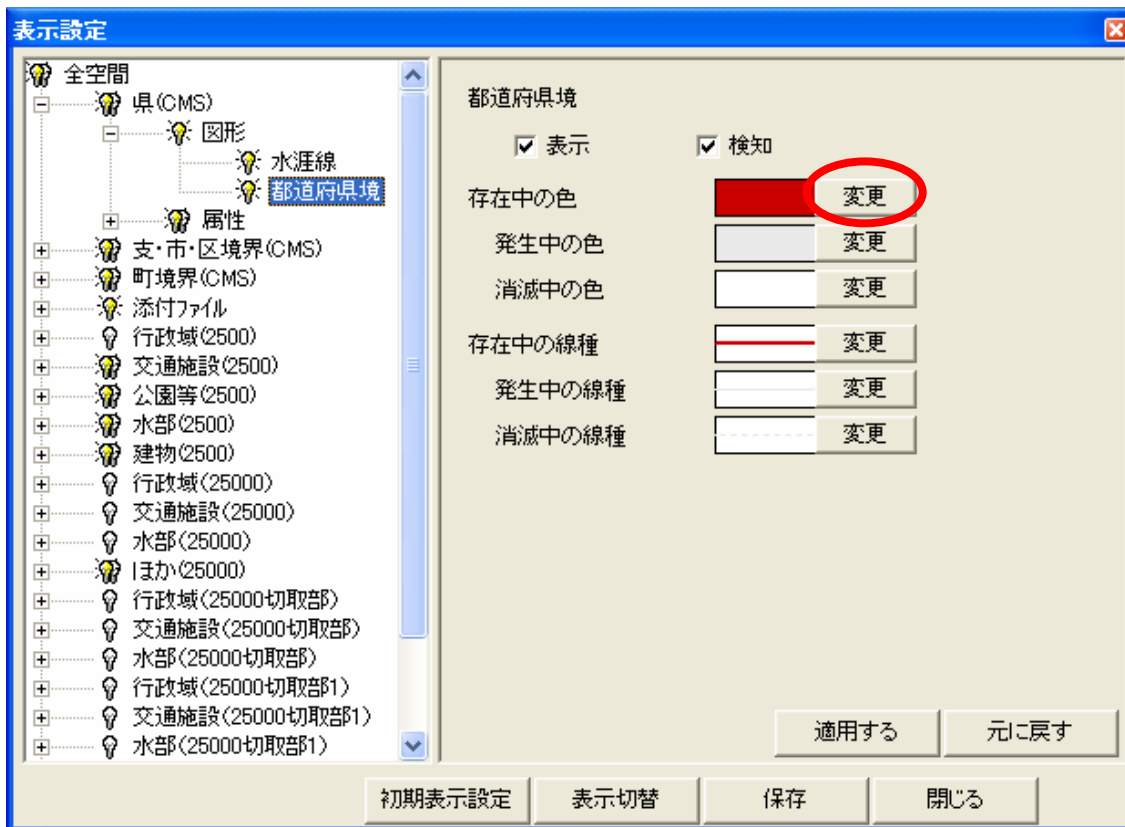 表示設定
全空間
県(CMS)
図形
水涯線
都道府県境
属性
支・市・区境界(CMS)
町境界(CMS)
添付ファイル
行政域(2500)
交通施設(2500)
公園等(2500)
水部(2500)
建物(2500)
行政域(25000)
交通施設(25000)
水部(25000)
ほか(25000)
行政域(25000切取部)
交通施設(25000切取部)
水部(25000切取部)
行政域(25000切取部1)
交通施設(25000切取部1)
水部(25000切取部1)
都道府県境
表示 検知
存在中の色 変更
発生中の色 変更
消滅中の色 変更
存在中の線種 変更
発生中の線種 変更
消滅中の線種 変更
適用する 元に戻す
初期表示設定 表示切替 保存 閉じる